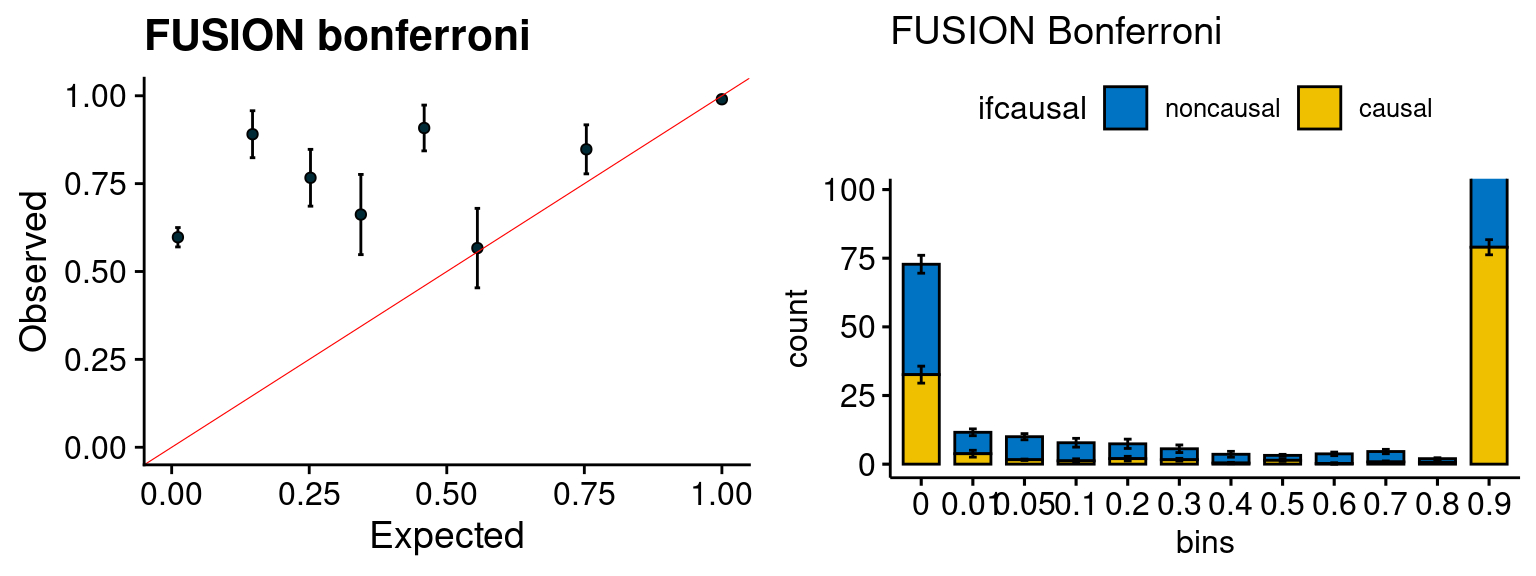 FUSION bonferroni
1.00
0.75
0.50
0.25
0.00
Observed
0.00 0.25 0.50 0.75 1.00
Expected
FUSION Bonferroni
ifcausal noncausal causal
100
75
50
25
0
count
0 0.01 0.05 0.1 0.2 0.3 0.4 0.5 0.6 0.7 0.8 0.9
bins